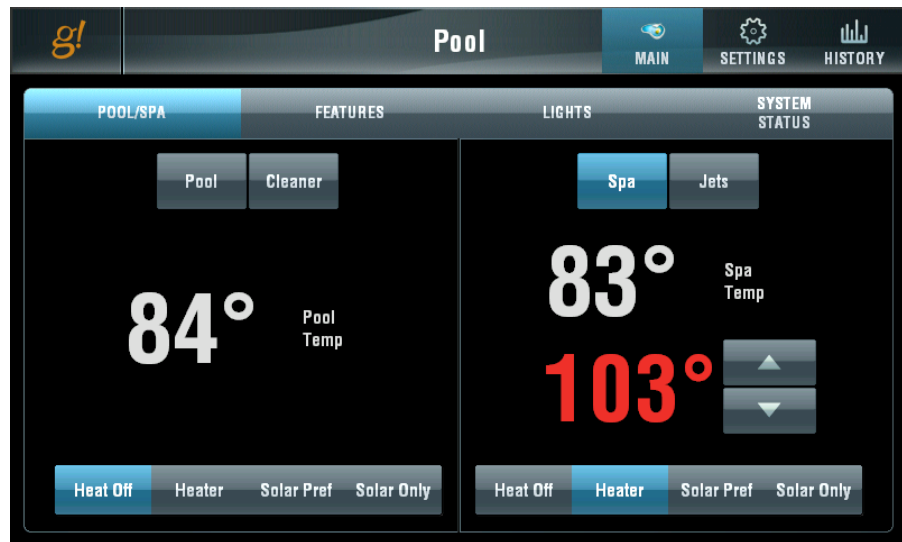 g!
Pool
MAIN
SETTINGS
HISTORY
POOL/SPA
FEATURES
LIGHTS
SYSTEM
STATUS
Pool
Cleaner
84°
Pool
Temp
Heat Off
Heater
Solar Pref
Solar Only
Spa
Jets
83°
Spa
Temp
103°
Heat Off
Heater
Solar Pref
Solar Only